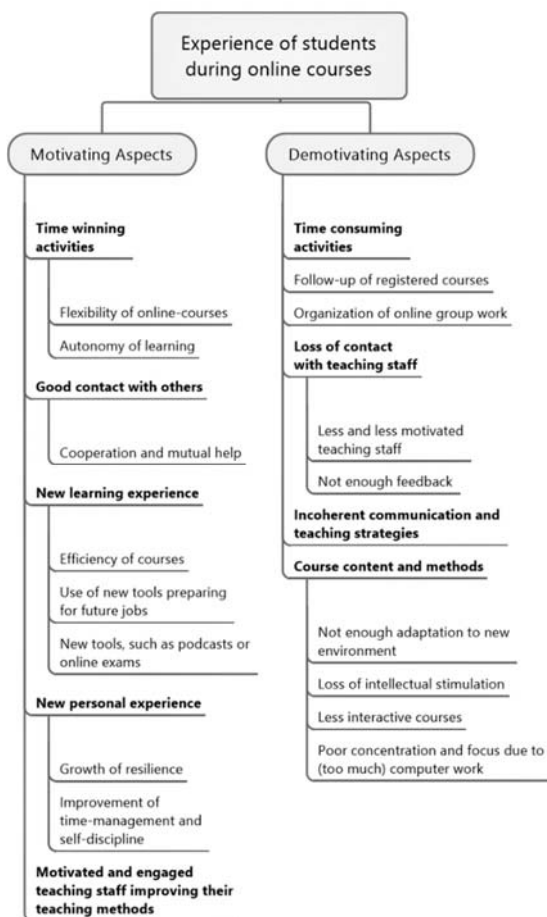 Experience of students
during online courses
Motivating Aspects
Time winning
activities
Flexibility of online-courses
Autonomy of learning
Good contact with others
Cooperation and mutual help
New learning experience
Efficiency of courses
Use of new tools preparing
for future jobs
New tools, such as podcasts or
online exams
New personal experience
Growth of resilience
Improvement of
time-management and
self-discipline
Motivated and engaged
teaching staff improving their
teaching methods
Demotivating Aspects
Time consuming
activities
Follow-up of registered courses
Organization of online group work
Loss of contact
with teaching staff
Less and less motivated
teaching staff
Not enough feedback
Incoherent communication and
teaching strategies
Course content and methods
Not enough adaptation to new
environment
Loss of intellectual stimulation
Less interactive courses
Poor concentration and focus due to
(too much) computer work